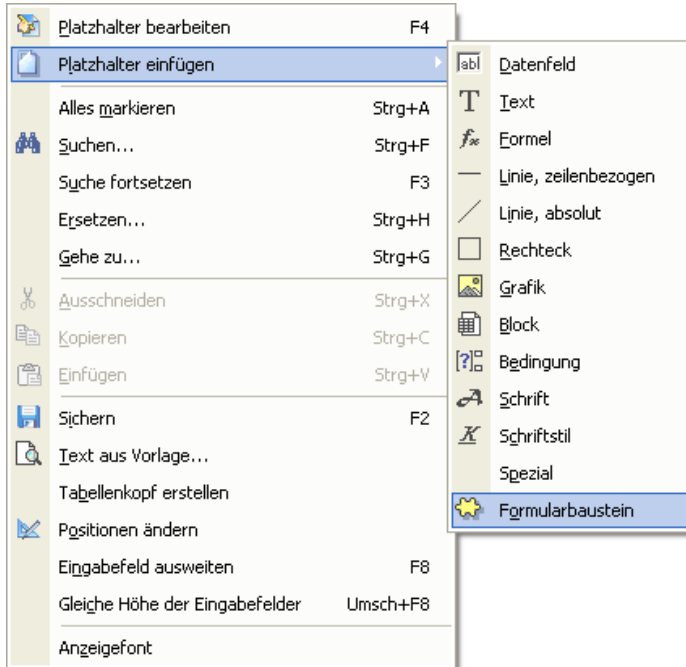 Platzhalter bearbeiten F4
Platzhalter einfügen
Alles markieren Strg+A
Suchen... Strg+F
Suche fortsetzen F3
Ersetzen... Strg+H
Gehe zu... Strg+G
Ausschneiden Strg+X
Kopieren Strg+C
Einfügen Strg+V
Sichern F2
Text aus Vorlage...
Tabellenkopf erstellen
Positionen ändern
Eingabefeld ausweiten F8
Gleiche Höhe der Eingabefelder Umsch+F8
Anzeigefont
abl Datenfeld
T Text
fx Formel
Linie, zeilenbezogen
Linie, absolut
Rechteck
Grafik
Block
[?] Bedingung
A Schrift
K Schriftstil
Spezial
Formularbaustein